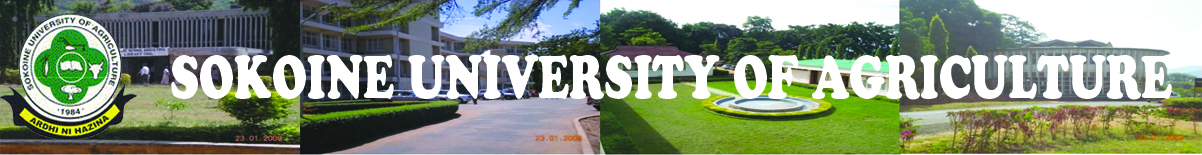 SOKOINE UNIVERSITY OF AGRICULTURE
SOKOINE UNIVERSITY OF AGRICULTURE
· 1984 ·
ARDHI NI HAZINA
23.01.2009
23.01.2009